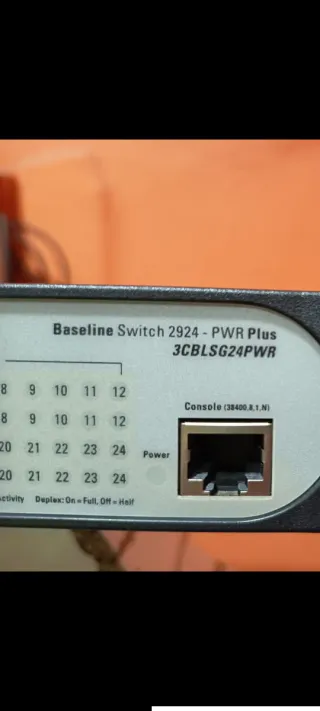 Baseline Switch 2924 - PWR Plus
3CBLSG24PWR
8 9 10 11 12
8 9 10 11 12
20 21 22 23 24
20 21 22 23 24
Console (38400,8,1,N)
Power
Duplex: On = Full, Off = Half